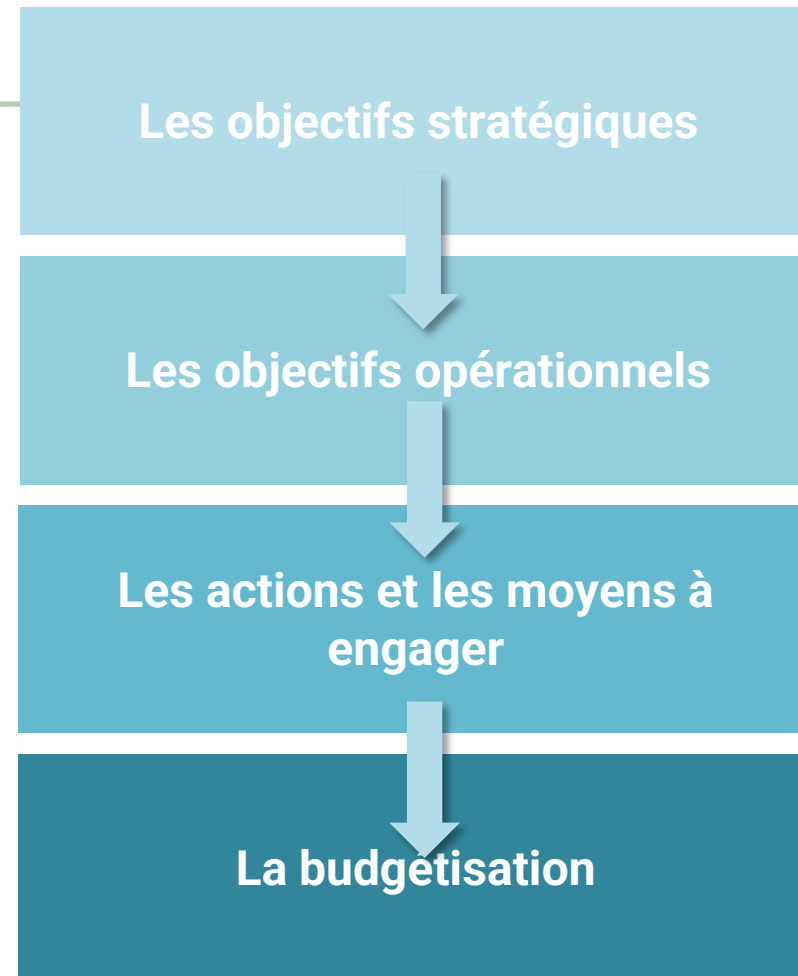 Les objectifs stratégiques
Les objectifs opérationnels
Les actions et les moyens à
engager
La budgétisation